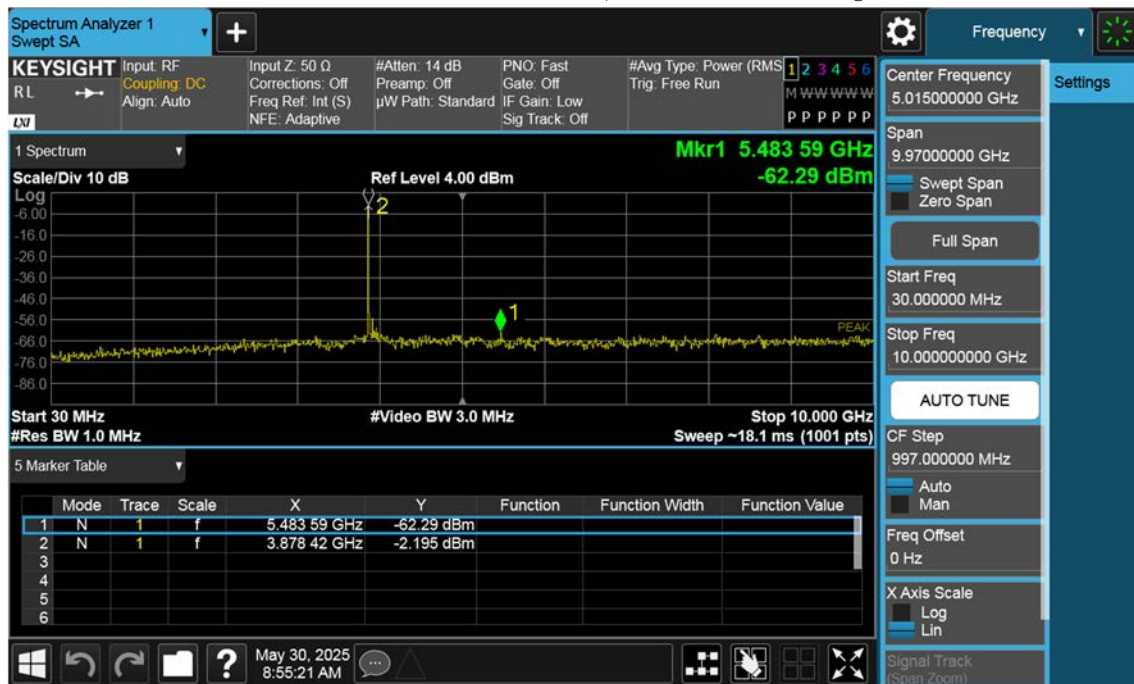 Spectrum Analyzer 1
Swept SA
+
Frequency
KEYSIGHT
RL
LXI
Input: RF
Coupling: DC
Align: Auto
Input Z: 50 Ω
Corrections: Off
Freq Ref: Int (S)
NFE: Adaptive
#Atten: 14 dB
Preamp: Off
µW Path: Standard
PNO: Fast
Gate: Off
IF Gain: Low
Sig Track: Off
#Avg Type: Power (RMS
Trig: Free Run
1 2 3 4 5 6
M W W W W W
P P P P P P
1 Spectrum
Mkr1 5.483 59 GHz
Scale/Div 10 dB
Ref Level 4.00 dBm
-62.29 dBm
Log
-6.00
-16.0
-26.0
-36.0
-46.0
-56.0
-66.0
-76.0
-86.0
2
1
PEAK
Start 30 MHz
#Video BW 3.0 MHz
Stop 10.000 GHz
#Res BW 1.0 MHz
Sweep ~18.1 ms (1001 pts)
5 Marker Table
Mode Trace Scale X Y Function Function Width Function Value
1 N 1 f 5.483 59 GHz -62.29 dBm
2 N 1 f 3.878 42 GHz -2.195 dBm
3
4
5
6
?
May 30, 2025
8:55:21 AM
Center Frequency
5.015000000 GHz
Span
9.97000000 GHz
Swept Span
Zero Span
Full Span
Start Freq
30.000000 MHz
Stop Freq
10.000000000 GHz
AUTO TUNE
CF Step
997.000000 MHz
Auto
Man
Freq Offset
0 Hz
X Axis Scale
Log
Lin
Signal Track
(Span Zoom)
Settings